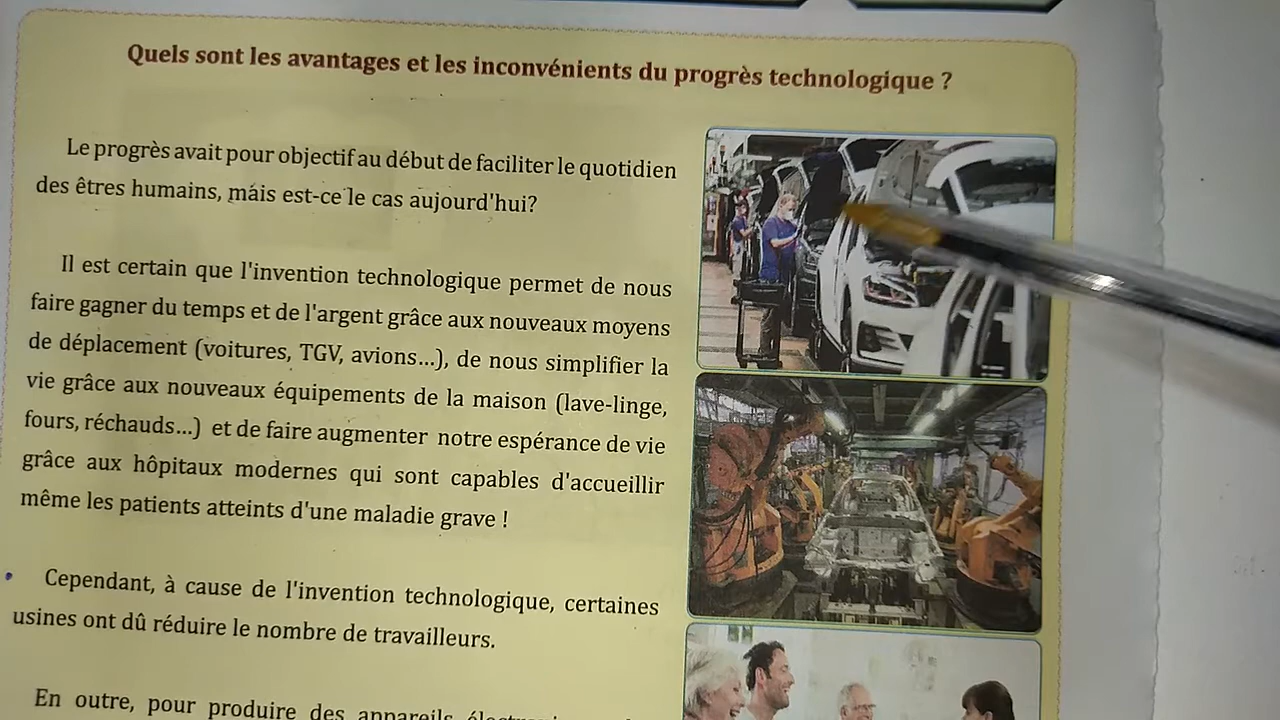 Quels sont les avantages et les inconvénients du progrès technologique ?
Le progrès avait pour objectif au début de faciliter le quotidien
des êtres humains, mais est-ce le cas aujourd'hui?
Il est certain que l'invention technologique permet de nous
faire gagner du temps et de l'argent grâce aux nouveaux moyens
de déplacement (voitures, TGV, avions...), de nous simplifier la
vie grâce aux nouveaux équipements de la maison (lave-linge,
fours, réchauds...) et de faire augmenter notre espérance de vie
grâce aux hôpitaux modernes qui sont capables d'accueillir
même les patients atteints d'une maladie grave !
Cependant, à cause de l'invention technologique, certaines
usines ont dû réduire le nombre de travailleurs.
En outre, pour produire des appareils